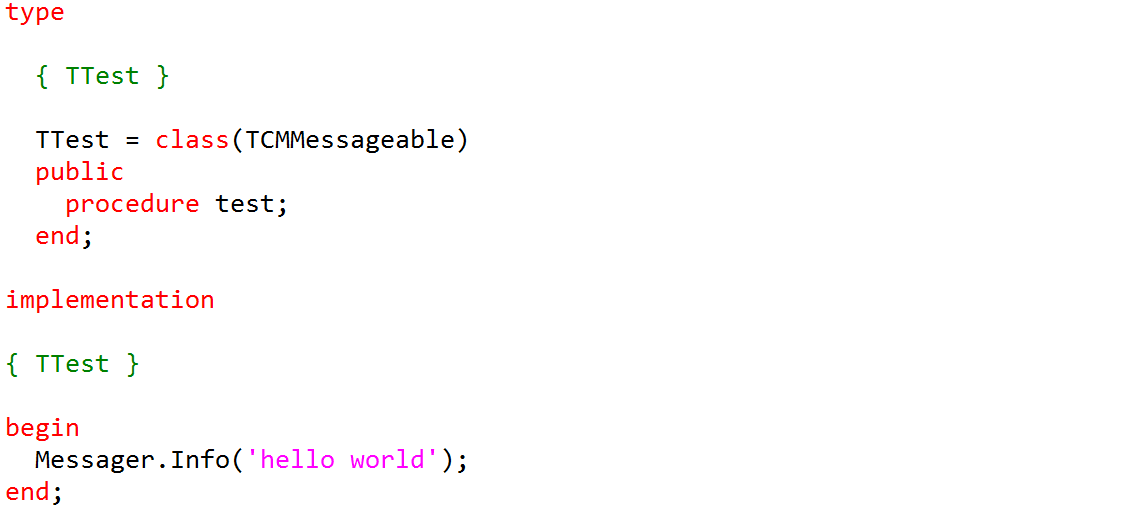 type
{ TTest }
TTest = class(TCMMessageable)
public
procedure test;
end;
implementation
{ TTest }
begin
Messager.Info('hello world');
end;